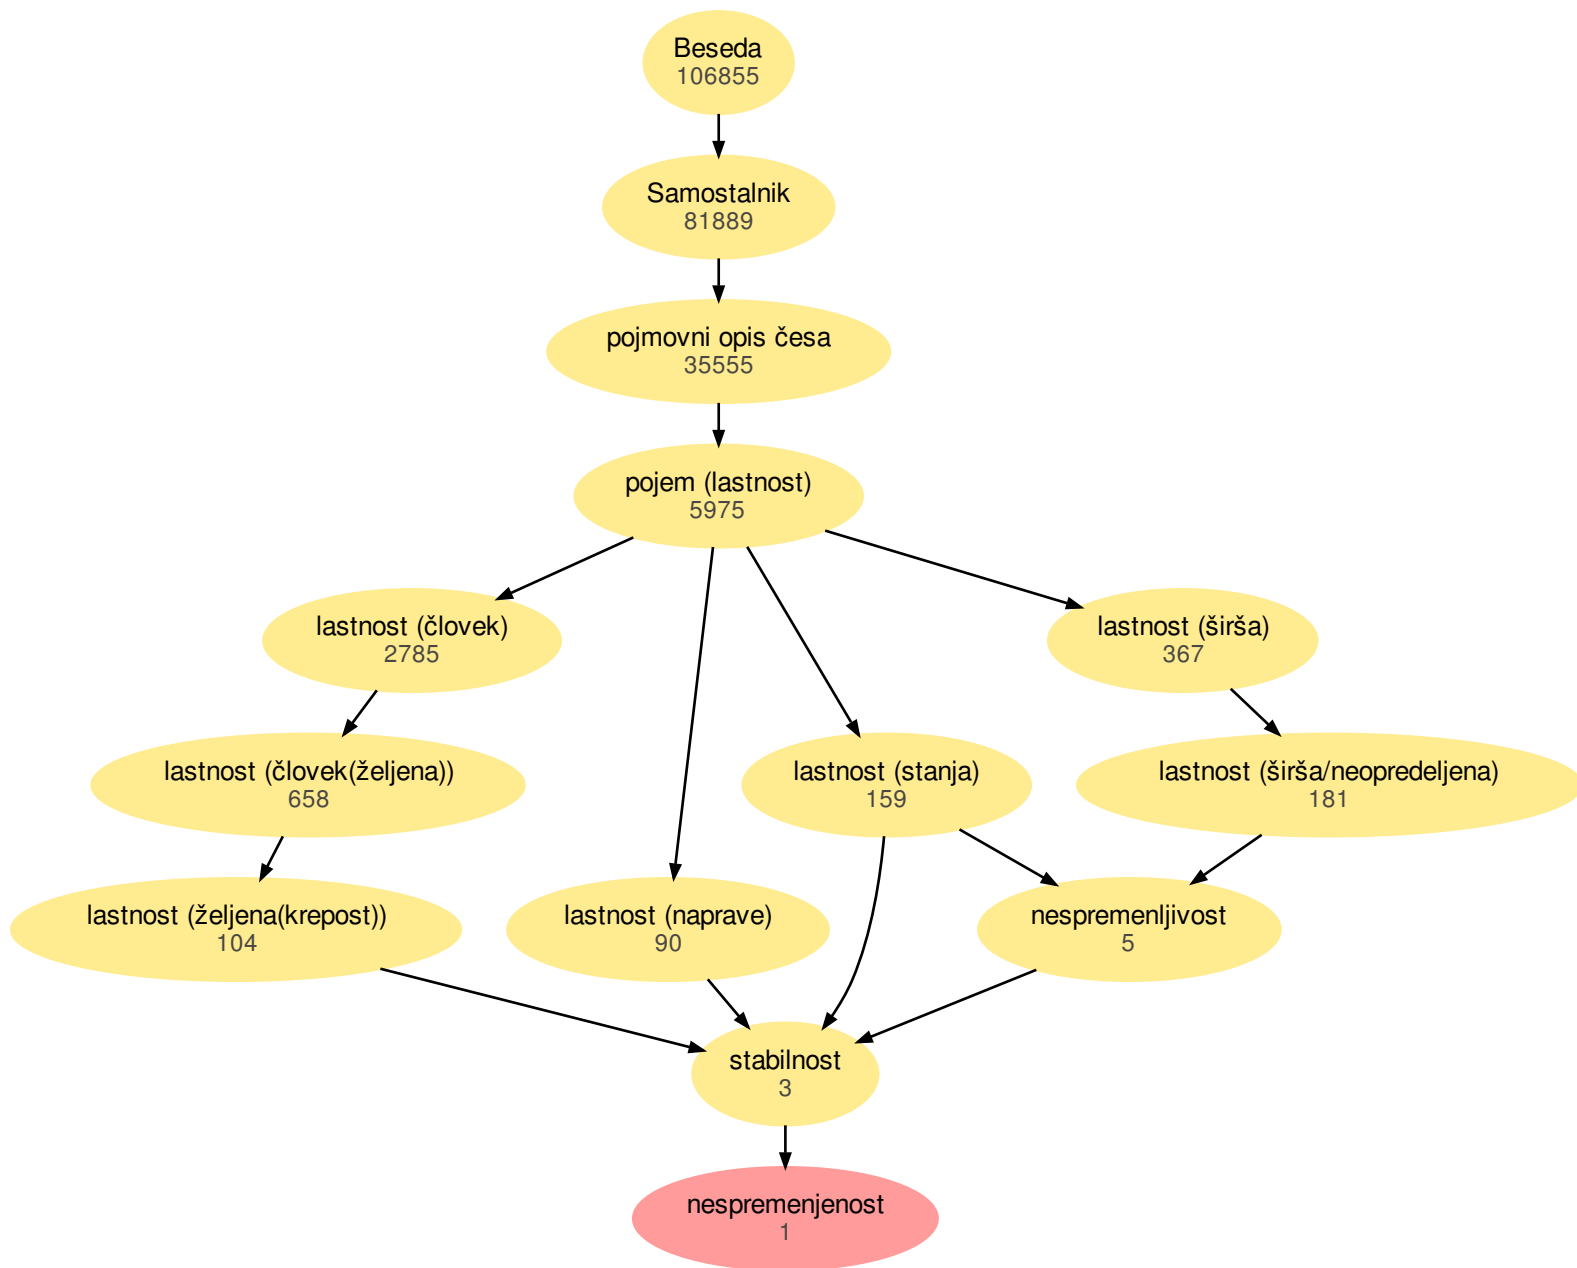 Beseda
106855
Samostalnik
81889
pojmovni opis česa
35555
pojem (lastnost)
5975
lastnost (človek)
2785
lastnost (širša)
367
lastnost (človek(željena))
658
lastnost (stanja)
159
lastnost (širša/neopredeljena)
181
lastnost (željena(krepost))
104
lastnost (naprave)
90
nespremenljivost
5
stabilnost
3
nespremenjenost
1